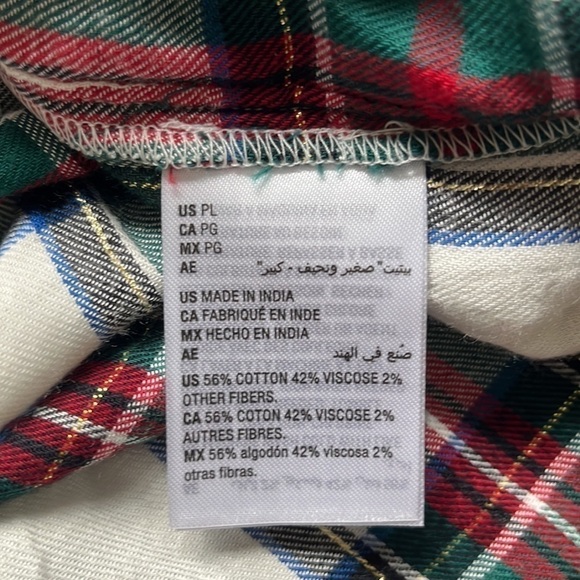 US PL
CA PG
MX PG
AE بيتيت" صغير ونحيف - كبير"
US MADE IN INDIA
CA FABRIQUÉ EN INDE
MX HECHO EN INDIA
AE صُنع في الهند
US 56% COTTON 42% VISCOSE 2%
OTHER FIBERS.
CA 56% COTON 42% VISCOSE 2%
AUTRES FIBRES.
MX 56% algodón 42% viscosa 2%
otras fibras.